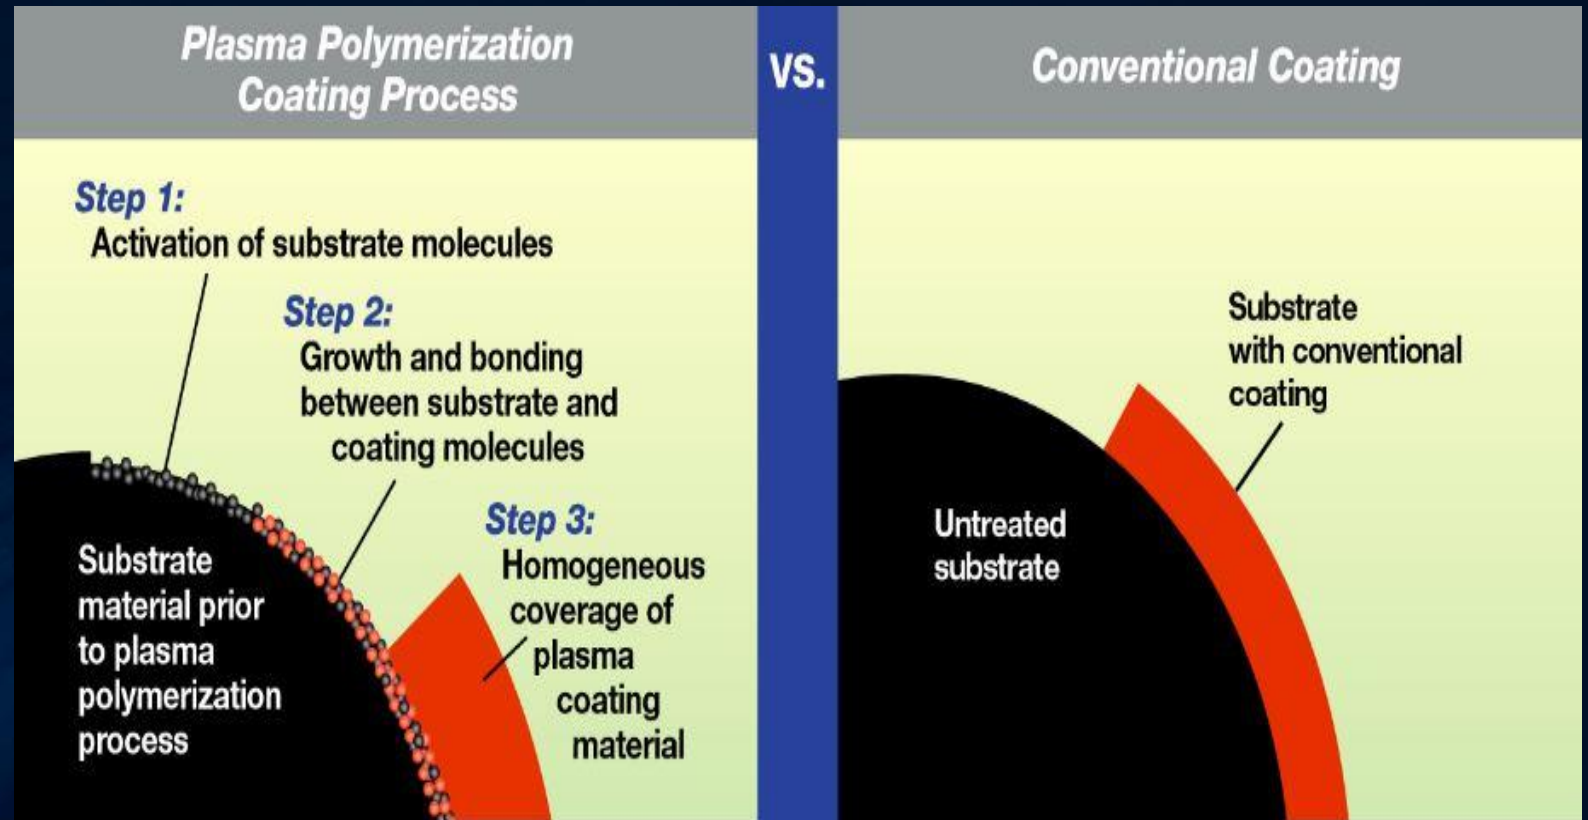 Plasma Polymerization
Coating Process
VS.
Conventional Coating
Step 1:
Activation of substrate molecules
Step 2:
Growth and bonding
between substrate and
coating molecules
Step 3:
Homogeneous
coverage of
plasma
coating
material
Substrate
material prior
to plasma
polymerization
process
Substrate
with conventional
coating
Untreated
substrate